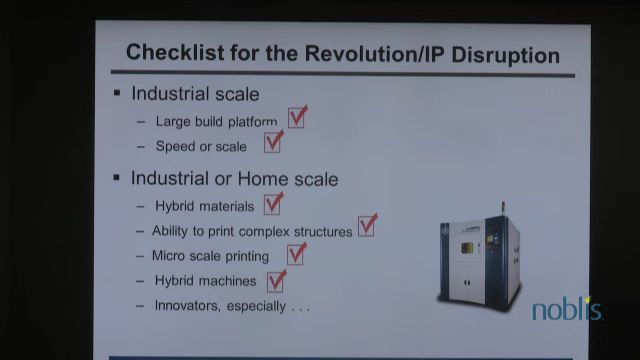 Checklist for the Revolution/IP Disruption
▪ Industrial scale
– Large build platform
– Speed or scale
▪ Industrial or Home scale
– Hybrid materials
– Ability to print complex structures
– Micro scale printing
– Hybrid machines
– Innovators, especially . . .
noblis